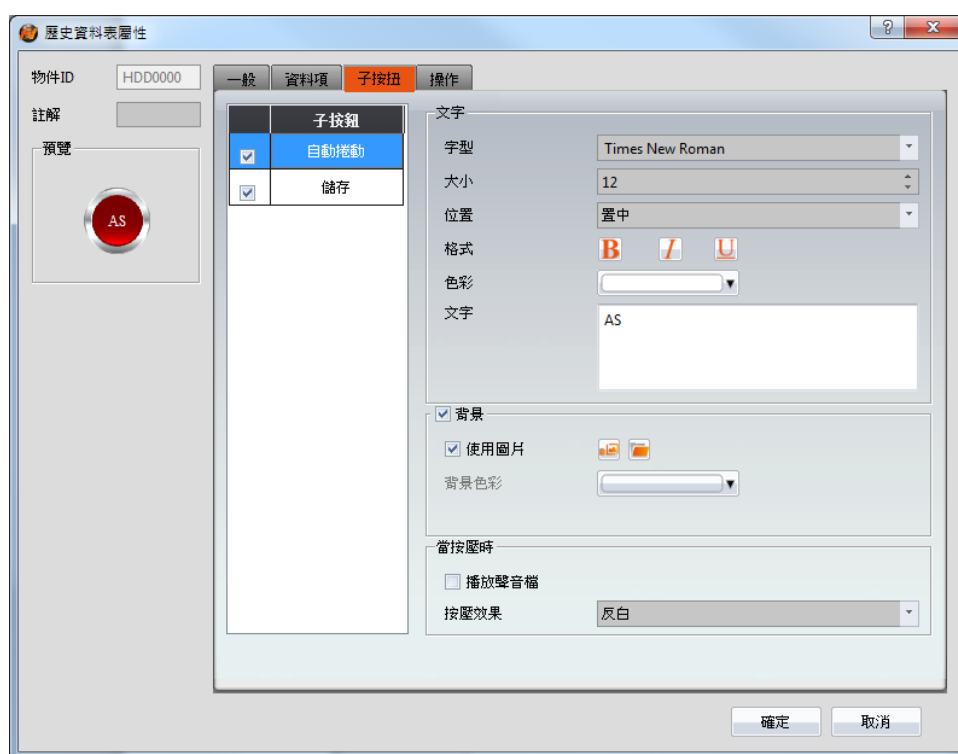 歷史資料表屬性
物件ID HDD0000
註解
預覽
AS
一般 資料項 子按扭 操作
子按鈕
自動捲動
儲存
文字
字型 Times New Roman
大小 12
位置 置中
格式 B I U
色彩
文字 AS
背景
使用圖片
背景色彩
當按壓時
播放聲音檔
按壓效果 反白
確定 取消